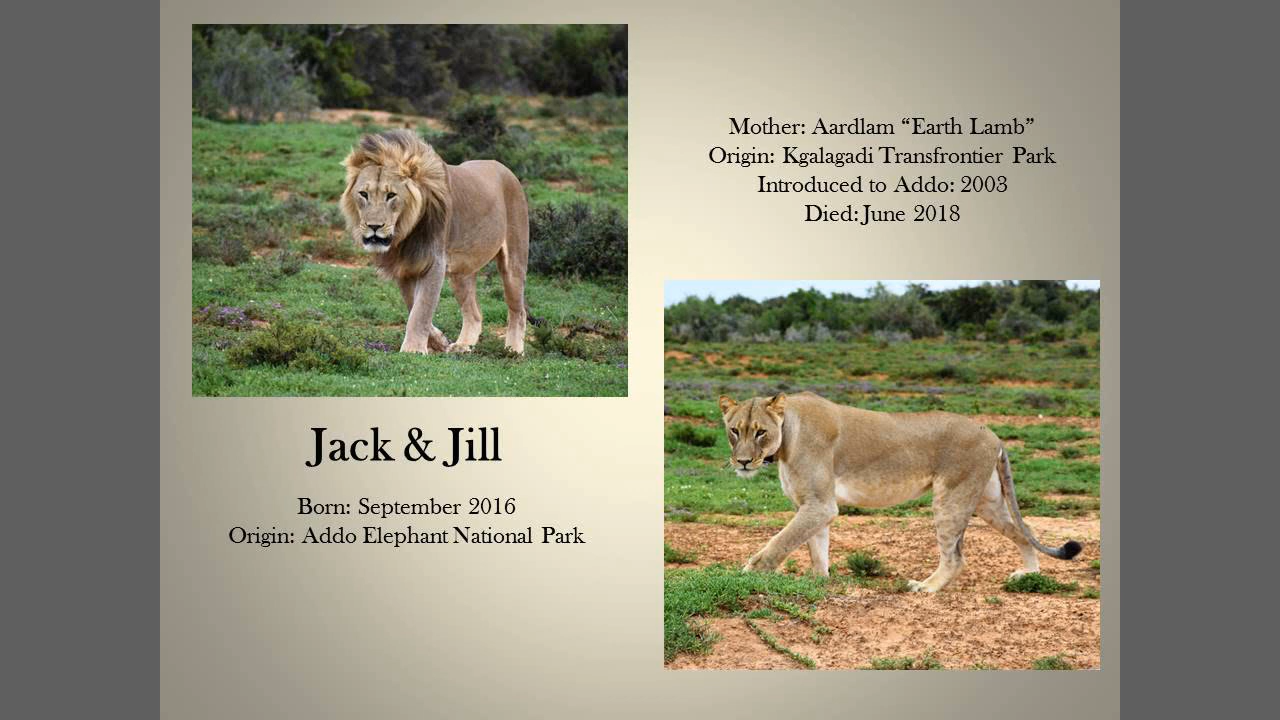 Mother: Aardlam “Earth Lamb”
Origin: Kgalagadi Transfrontier Park
Introduced to Addo: 2003
Died: June 2018
Jack & Jill
Born: September 2016
Origin: Addo Elephant National Park